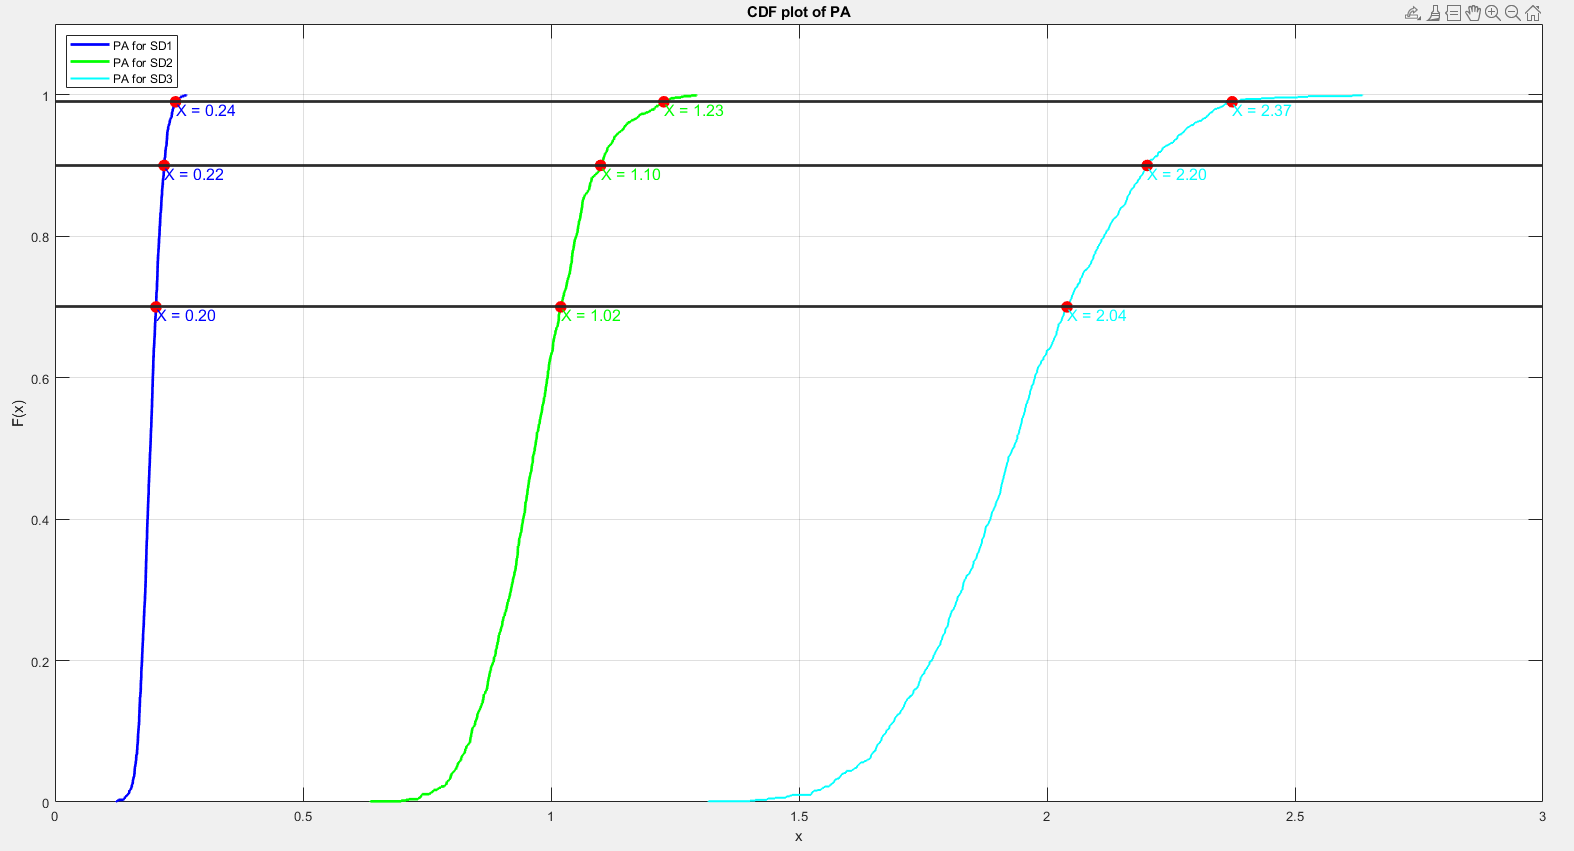 CDF plot of PA
PA for SD1
PA for SD2
PA for SD3
1
X = 0.24
X = 1.23
X = 2.37
X = 0.22
X = 1.10
X = 2.20
0.8
X = 0.20
X = 1.02
X = 2.04
0.6
F(x)
0.4
0.2
0
0
0.5
1
1.5
2
2.5
3
x